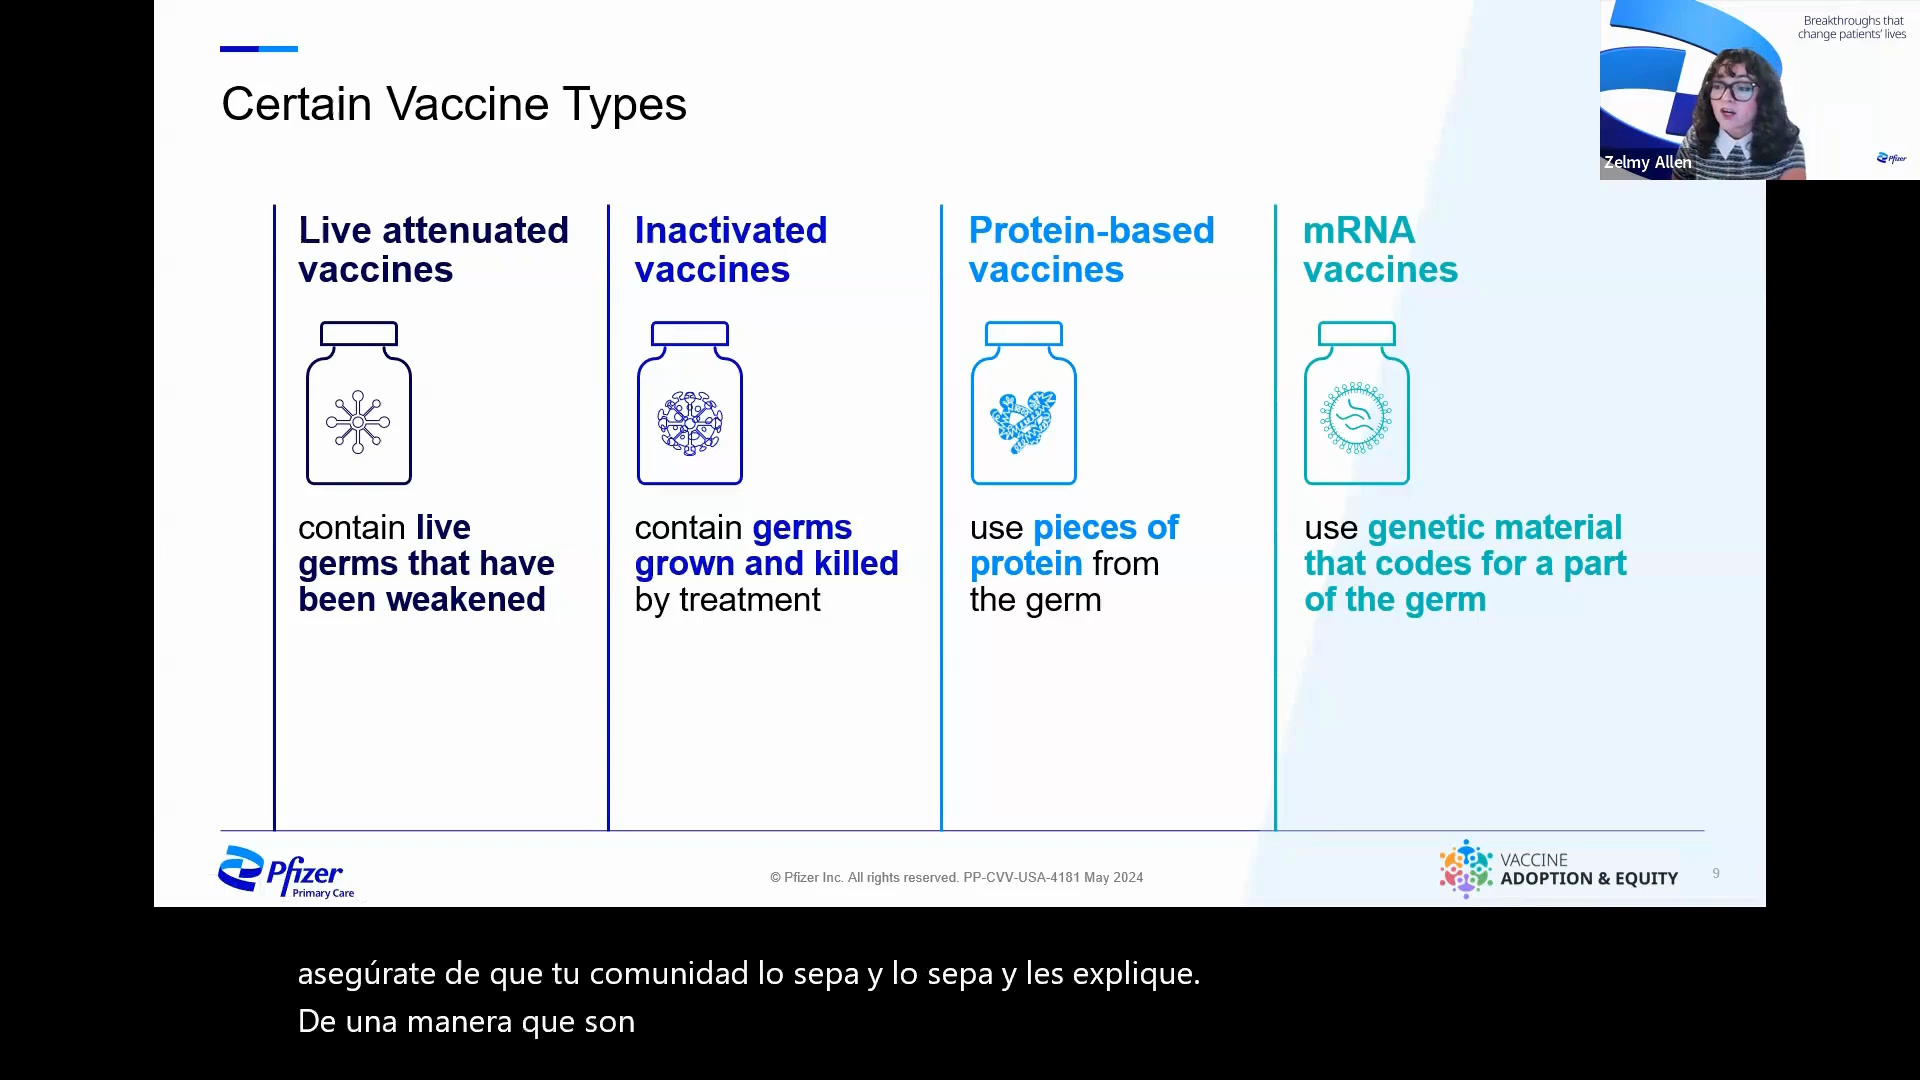 Breakthroughs that
change patients' lives
Certain Vaccine Types
Zelmy Allen
Pfizer
Live attenuated
vaccines
contain live
germs that have
been weakened
Inactivated
vaccines
contain germs
grown and killed
by treatment
Protein-based
vaccines
use pieces of
protein from
the germ
mRNA
vaccines
use genetic material
that codes for a part
of the germ
Pfizer
Primary Care
© Pfizer Inc. All rights reserved. PP-CVV-USA-4181 May 2024
VACCINE
ADOPTION & EQUITY
9
asegúrate de que tu comunidad lo sepa y lo sepa y les explique.
De una manera que son